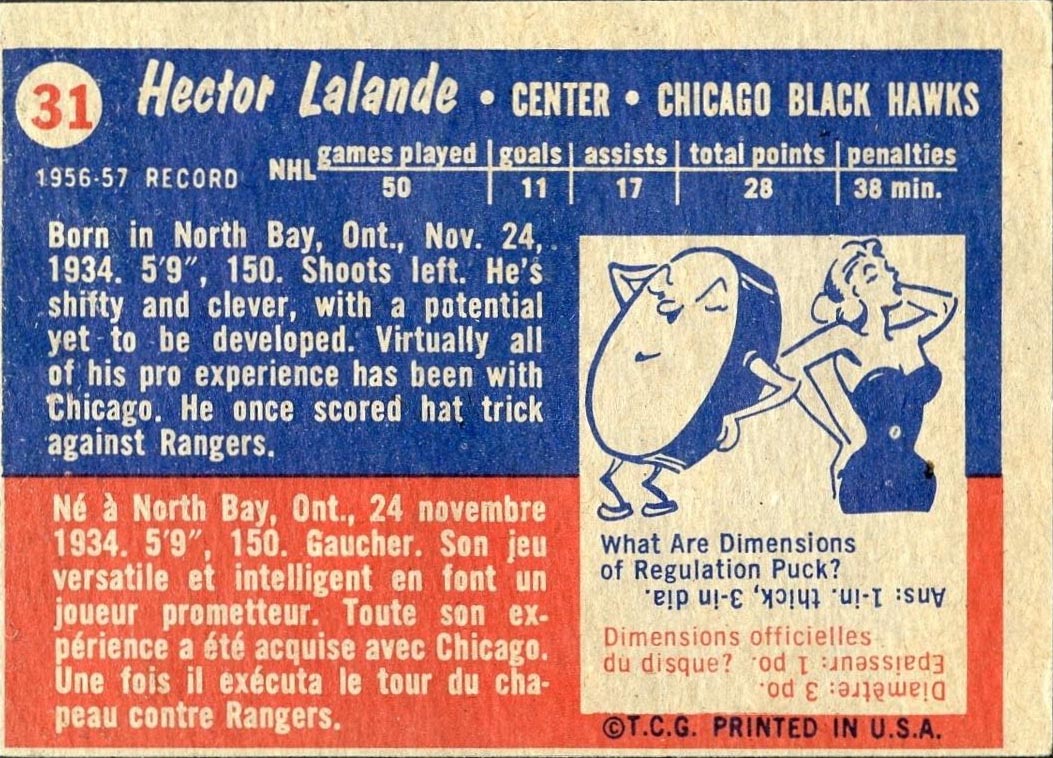 31 Hector Lalande • CENTER • CHICAGO BLACK HAWKS
games played | goals | assists | total points | penalties
1956-57 RECORD NHL 50 11 17 28 38 min.
Born in North Bay, Ont., Nov. 24,
1934. 5'9", 150. Shoots left. He's
shifty and clever, with a potential
yet to be developed. Virtually all
of his pro experience has been with
Chicago. He once scored hat trick
against Rangers.
Né à North Bay, Ont., 24 novembre
1934. 5'9", 150. Gaucher. Son jeu
versatile et intelligent en font un
joueur prometteur. Toute son ex-
périence a été acquise avec Chicago.
Une fois il exécuta le tour du cha-
peau contre Rangers.
What Are Dimensions
of Regulation Puck?
Ans: 1-in. thick, 3-in dia.
Dimensions officielles
du disque?
Epaisseur: 1 po.
Diamètre: 3 po.
©T.C.G. PRINTED IN U.S.A.